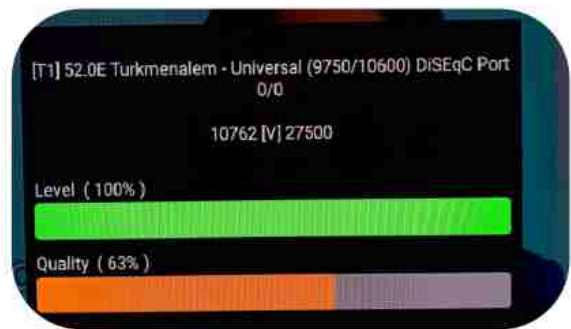 [T1] 52.0E Turkmenalem - Universal (9750/10600) DiSEqC Port
0/0
10762 [V] 27500
Level ( 100% )
Quality ( 63% )